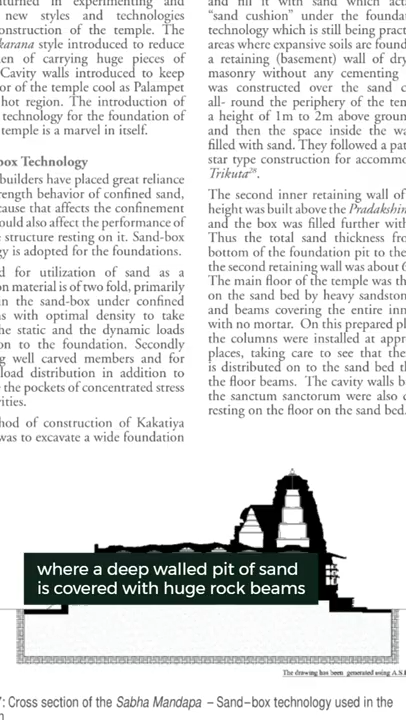 turned in experimenting and
new styles and technologies
construction of the temple. The
karana style introduced to reduce
en of carrying huge pieces of
Cavity walls introduced to keep
or of the temple cool as Palampet
hot region. The introduction of
technology for the foundation of
temple is a marvel in itself.
box Technology
builders have placed great reliance
rength behavior of confined sand,
cause that affects the confinement
ould also affect the performance of
e structure resting on it. Sand-box
gy is adopted for the foundations.
d for utilization of sand as a
on material is of two fold, primarily
in the sand-box under confined
ns with optimal density to take
he static and the dynamic loads
on to the foundation. Secondly
ng well carved members and for
load distribution in addition to
e the pockets of concentrated stress
vities.
hod of construction of Kakatiya
was to excavate a wide foundation
and fill it with sand which act
“sand cushion” under the founda
technology which is still being pract
areas where expansive soils are found
a retaining (basement) wall of dry
masonry without any cementing
was constructed over the sand c
all- round the periphery of the ten
a height of 1m to 2m above groun
and then the space inside the wa
filled with sand. They followed a pat
star type construction for accommo
Trikuta²⁸.
The second inner retaining wall of
height was built above the Pradakshin
and the box was filled further with
Thus the total sand thickness fro
bottom of the foundation pit to the
the second retaining wall was about 6
The main floor of the temple was th
on the sand bed by heavy sandston
and beams covering the entire inn
with no mortar. On this prepared pl
the columns were installed at appr
places, taking care to see that the
is distributed on to the sand bed th
the floor beams. The cavity walls b
the sanctum sanctorum were also c
resting on the floor on the sand bed.
where a deep walled pit of sand
is covered with huge rock beams
The drawing has been generated using A.S.I
7: Cross section of the Sabha Mandapa – Sand–box technology used in the
n